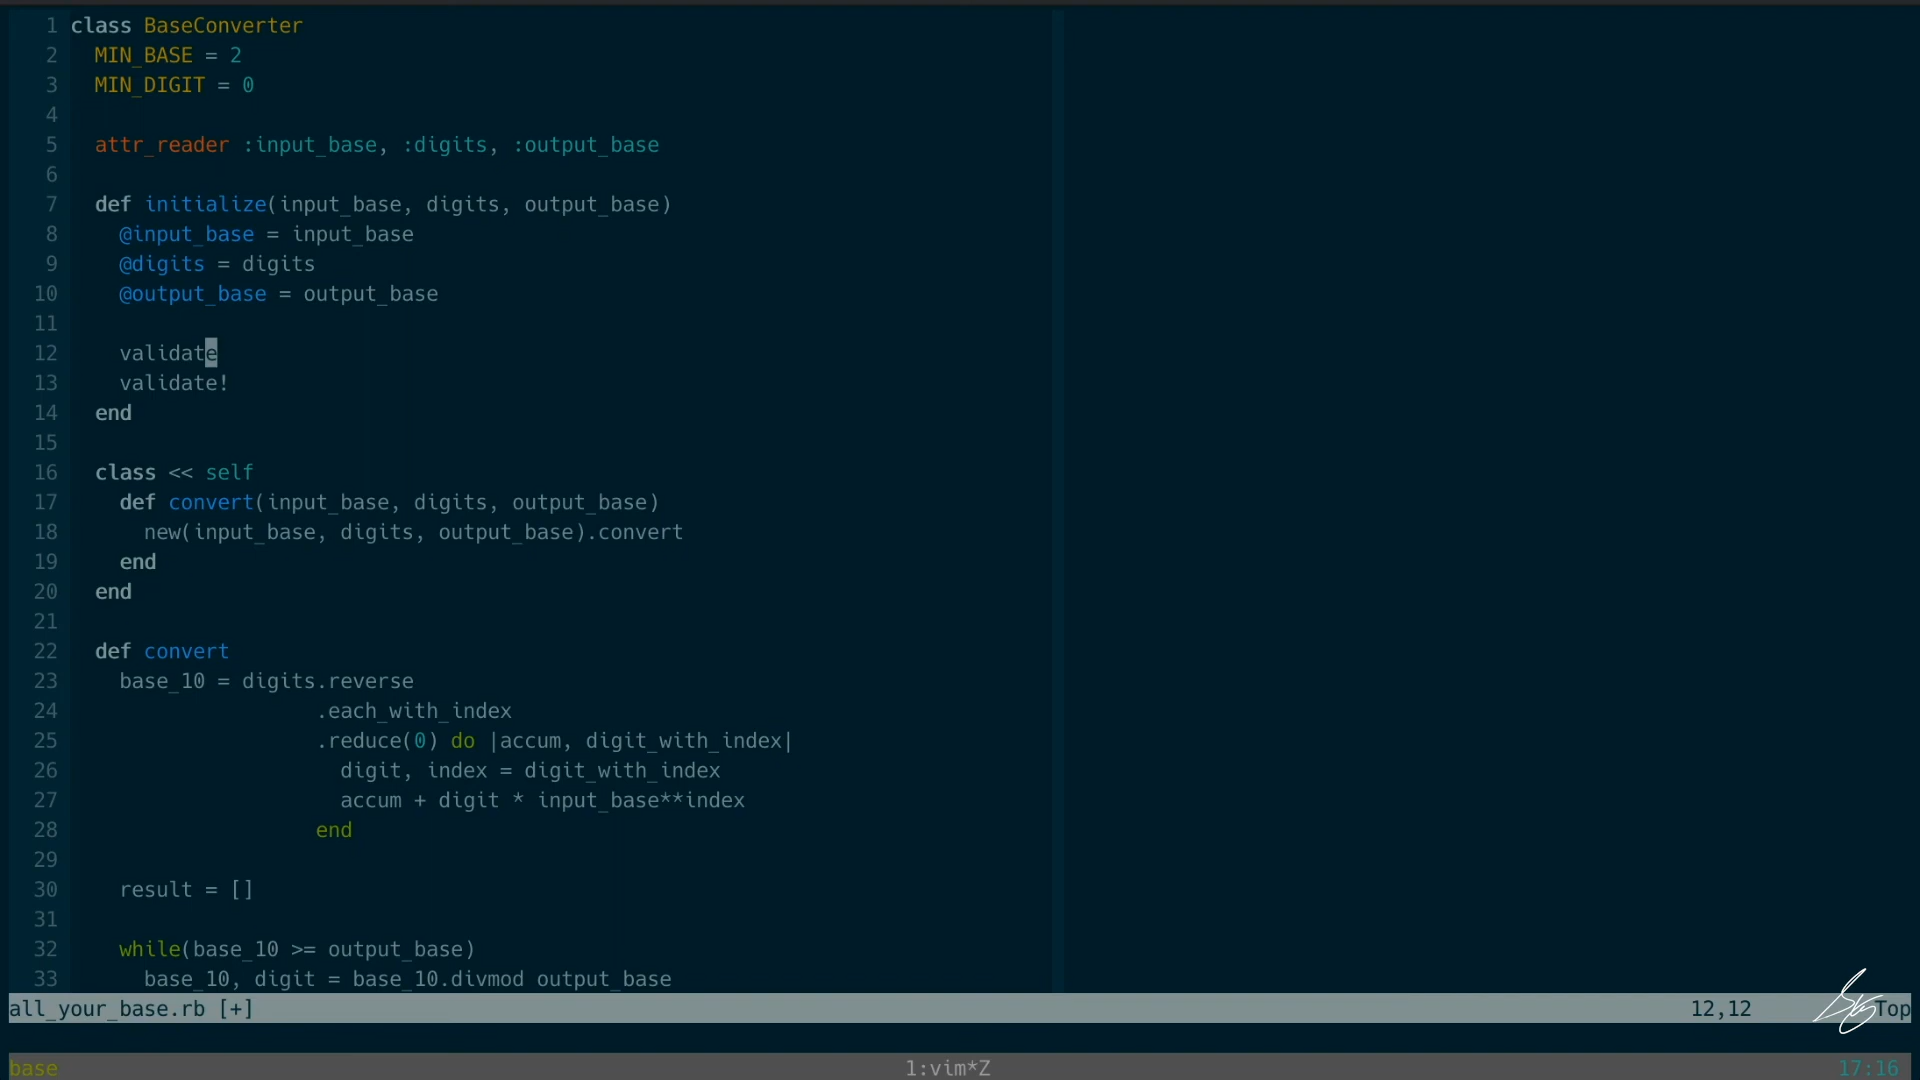 1 class BaseConverter
2   MIN_BASE = 2
3   MIN_DIGIT = 0
4
5   attr_reader :input_base, :digits, :output_base
6
7   def initialize(input_base, digits, output_base)
8     @input_base = input_base
9     @digits = digits
10     @output_base = output_base
11
12     validate
13     validate!
14   end
15
16   class << self
17     def convert(input_base, digits, output_base)
18       new(input_base, digits, output_base).convert
19     end
20   end
21
22   def convert
23     base_10 = digits.reverse
24                     .each_with_index
25                     .reduce(0) do |accum, digit_with_index|
26                       digit, index = digit_with_index
27                       accum + digit * input_base**index
28                     end
29
30     result = []
31
32     while(base_10 >= output_base)
33       base_10, digit = base_10.divmod output_base
all_your_base.rb [+] 12,12 Top
base 1:vim*Z 17:16